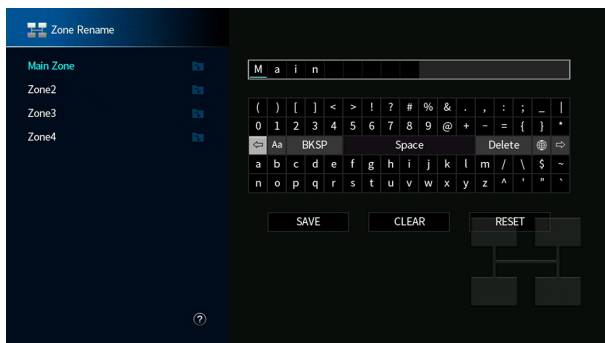 Zone Rename
Main Zone
Zone2
Zone3
Zone4
Main
( ) [ ] < > ! ? # % & . , : ; _ |
0 1 2 3 4 5 6 7 8 9 @ + - = { } *
⇦ Aa BKSP Space Delete ⇨
a b c d e f g h i j k l m / \ $ ~
n o p q r s t u v w x y z ^ ' " `
SAVE CLEAR RESET
?